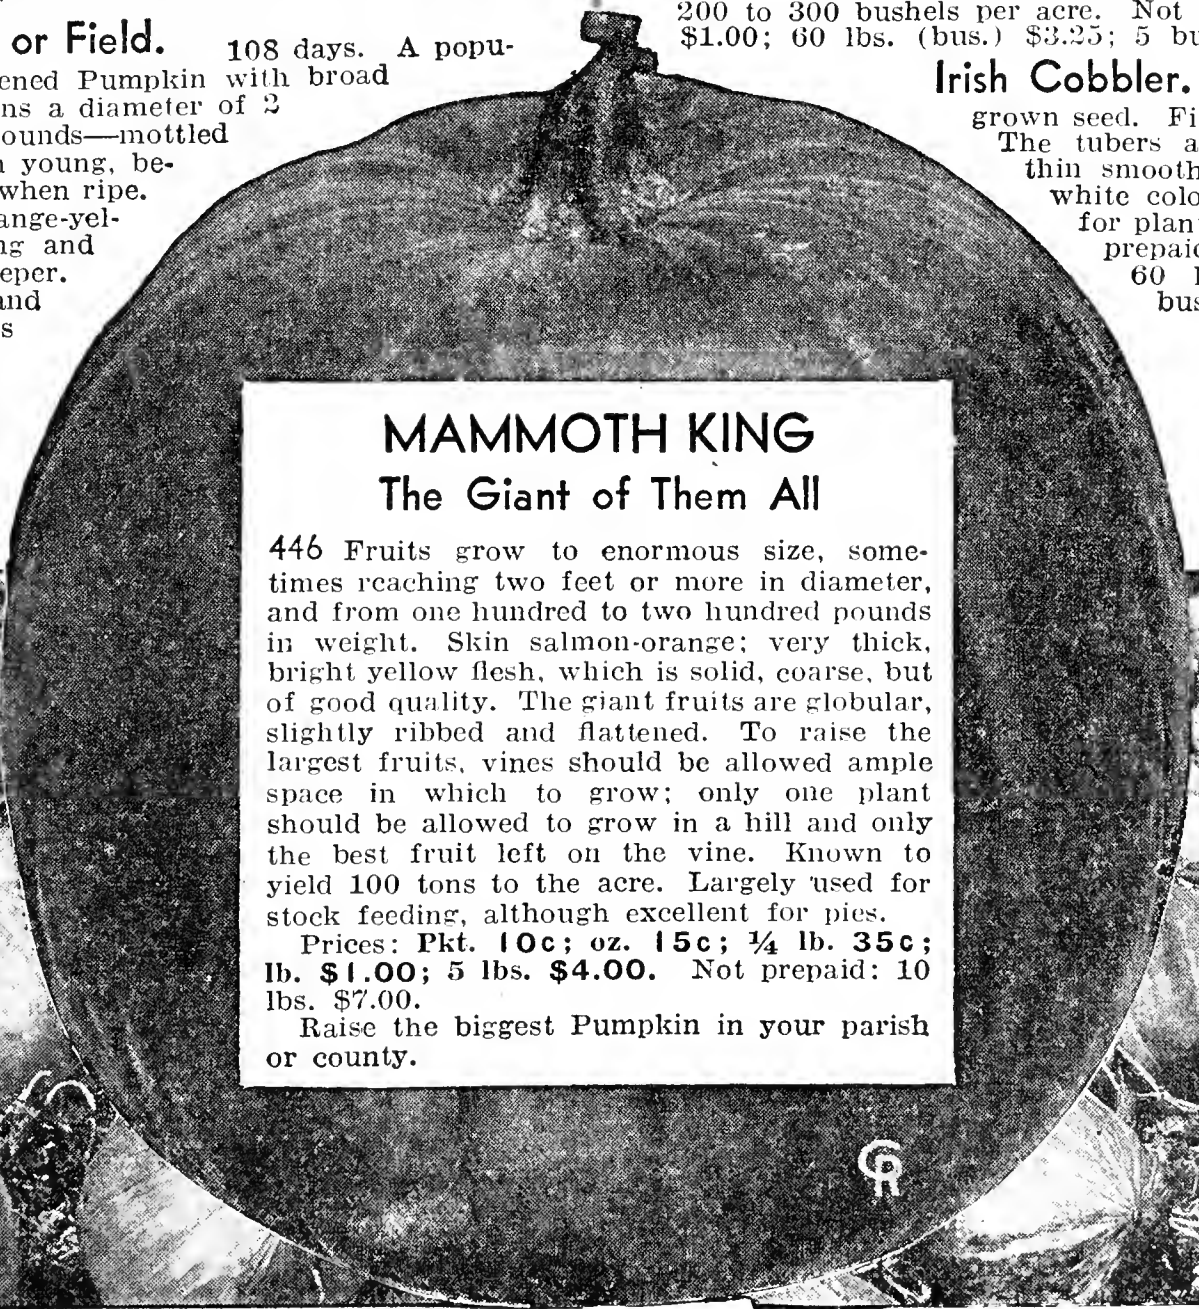 or Field. 108 days. A popu-
ened Pumpkin with broad
ns a diameter of 2
ounds—mottled
young, be-
when ripe.
ange-yel-
ng and
eper.
and
s
200 to 300 bushels per acre. Not
$1.00; 60 lbs. (bus.) $3.25; 5 bu
Irish Cobbler.
grown seed. Fi
The tubers a
thin smooth
white colo
for plan
prepaid
60 l
bus
MAMMOTH KING
The Giant of Them All
446 Fruits grow to enormous size, some-
times reaching two feet or more in diameter,
and from one hundred to two hundred pounds
in weight. Skin salmon-orange; very thick,
bright yellow flesh, which is solid, coarse, but
of good quality. The giant fruits are globular,
slightly ribbed and flattened. To raise the
largest fruits, vines should be allowed ample
space in which to grow; only one plant
should be allowed to grow in a hill and only
the best fruit left on the vine. Known to
yield 100 tons to the acre. Largely used for
stock feeding, although excellent for pies.
Prices: Pkt. 10c; oz. 15c; ¼ lb. 35c;
lb. $1.00; 5 lbs. $4.00. Not prepaid: 10
lbs. $7.00.
Raise the biggest Pumpkin in your parish
or county.